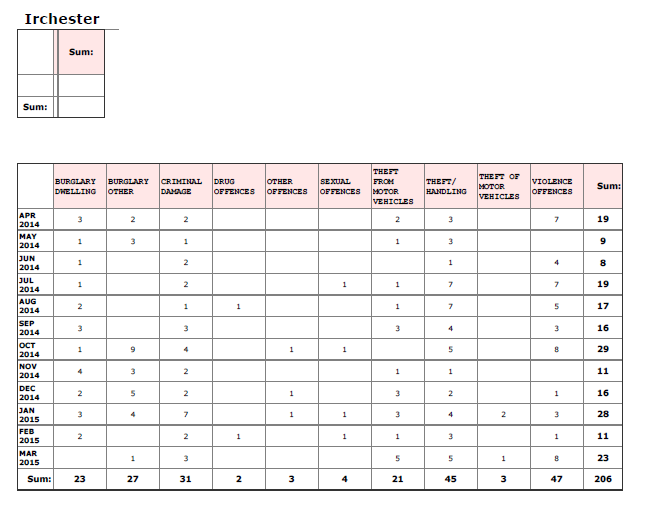 Irchester
Sum:
Sum:
BURGLARY DWELLING BURGLARY OTHER CRIMINAL DAMAGE DRUG OFFENCES OTHER OFFENCES SEXUAL OFFENCES THEFT FROM MOTOR VEHICLES THEFT/ HANDLING THEFT OF MOTOR VEHICLES VIOLENCE OFFENCES Sum:
APR 2014 3 2 2 2 3 7 19
MAY 2014 1 3 1 1 3 9
JUN 2014 1 2 1 4 8
JUL 2014 1 2 1 1 7 7 19
AUG 2014 2 1 1 1 7 5 17
SEP 2014 3 3 3 4 3 16
OCT 2014 1 9 4 1 1 5 8 29
NOV 2014 4 3 2 1 1 11
DEC 2014 2 5 2 1 3 2 1 16
JAN 2015 3 4 7 1 1 3 4 2 3 28
FEB 2015 2 2 1 1 1 3 1 11
MAR 2015 1 3 5 5 1 8 23
Sum: 23 27 31 2 3 4 21 45 3 47 206